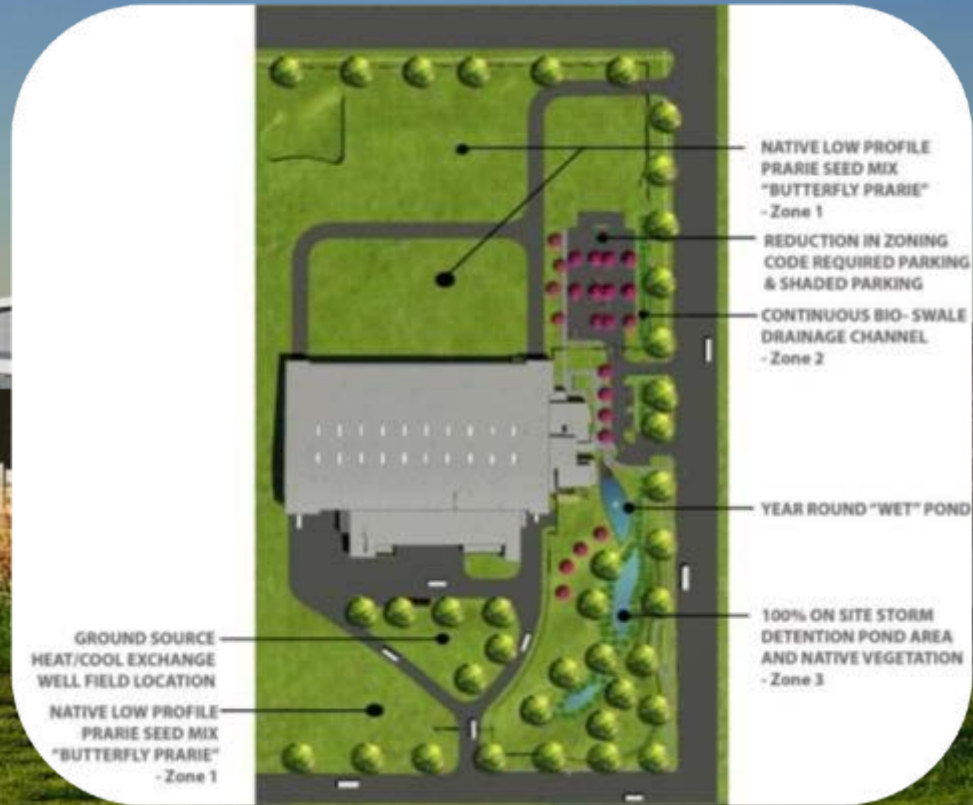 NATIVE LOW PROFILE
PRARIE SEED MIX
"BUTTERFLY PRARIE"
- Zone 1
REDUCTION IN ZONING
CODE REQUIRED PARKING
& SHADED PARKING
CONTINUOUS BIO- SWALE
DRAINAGE CHANNEL
- Zone 2
YEAR ROUND "WET" POND
100% ON SITE STORM
DETENTION POND AREA
AND NATIVE VEGETATION
- Zone 3
GROUND SOURCE
HEAT/COOL EXCHANGE
WELL FIELD LOCATION
NATIVE LOW PROFILE
PRARIE SEED MIX
"BUTTERFLY PRARIE"
- Zone 1